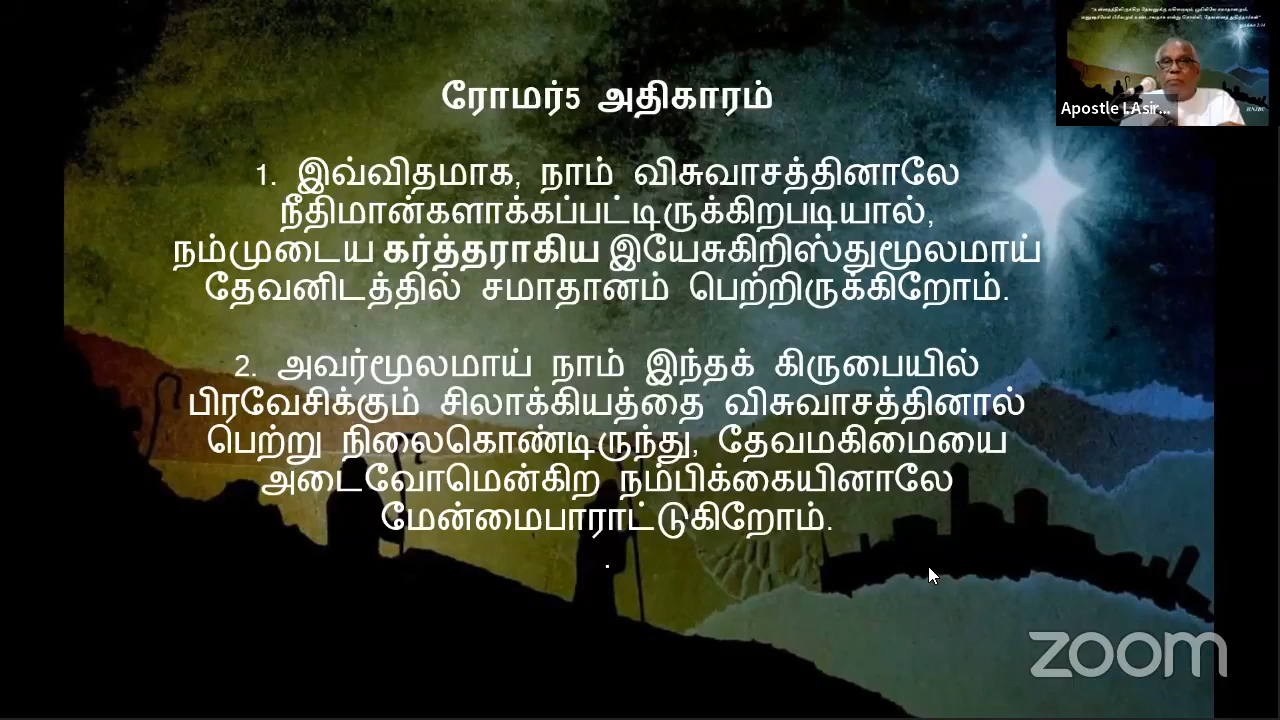 ரோமர்5 அதிகாரம்
1. இவ்விதமாக, நாம் விசுவாசத்தினாலே
நீதிமான்களாக்கப்பட்டிருக்கிறபடியால்,
நம்முடைய கர்த்தராகிய இயேசுகிறிஸ்துமூலமாய்
தேவனிடத்தில் சமாதானம் பெற்றிருக்கிறோம்.
2. அவர்மூலமாய் நாம் இந்தக் கிருபையில்
பிரவேசிக்கும் சிலாக்கியத்தை விசுவாசத்தினால்
பெற்று நிலைகொண்டிருந்து, தேவமகிமையை
அடைவோமென்கிற நம்பிக்கையினாலே
மேன்மைபாராட்டுகிறோம்.
.
Apostle LAsir...
zoom